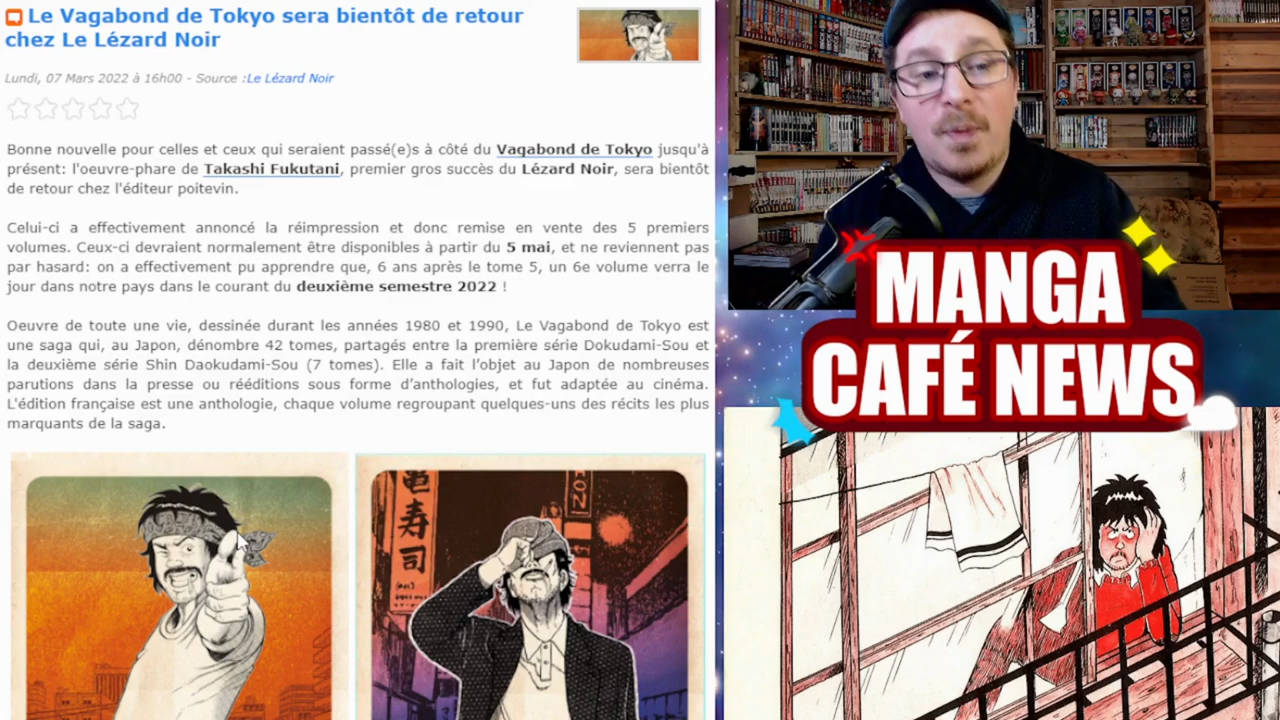 Le Vagabond de Tokyo sera bientôt de retour
chez Le Lézard Noir
Lundi, 07 Mars 2022 à 16h00 - Source :Le Lézard Noir
Bonne nouvelle pour celles et ceux qui seraient passé(e)s à côté du Vagabond de Tokyo jusqu'à
présent: l'oeuvre-phare de Takashi Fukutani, premier gros succès du Lézard Noir, sera bientôt
de retour chez l'éditeur poitevin.
Celui-ci a effectivement annoncé la réimpression et donc remise en vente des 5 premiers
volumes. Ceux-ci devraient normalement être disponibles à partir du 5 mai, et ne reviennent pas
par hasard: on a effectivement pu apprendre que, 6 ans après le tome 5, un 6e volume verra le
jour dans notre pays dans le courant du deuxième semestre 2022 !
Oeuvre de toute une vie, dessinée durant les années 1980 et 1990, Le Vagabond de Tokyo est
une saga qui, au Japon, dénombre 42 tomes, partagés entre la première série Dokudami-Sou et
la deuxième série Shin Daokudami-Sou (7 tomes). Elle a fait l'objet au Japon de nombreuses
parutions dans la presse ou rééditions sous forme d'anthologies, et fut adaptée au cinéma.
L'édition française est une anthologie, chaque volume regroupant quelques-uns des récits les plus
marquants de la saga.
亀寿司
MANGA
CAFÉ NEWS